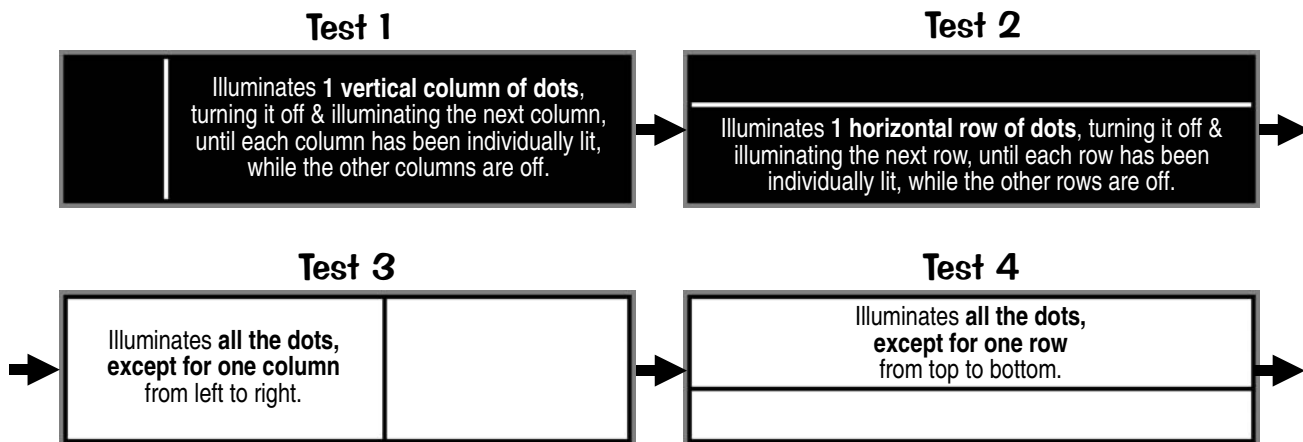 Test 1
Illuminates 1 vertical column of dots,
turning it off & illuminating the next column,
until each column has been individually lit,
while the other columns are off.
Test 2
Illuminates 1 horizontal row of dots, turning it off &
illuminating the next row, until each row has been
individually lit, while the other rows are off.
Test 3
Illuminates all the dots,
except for one column
from left to right.
Test 4
Illuminates all the dots,
except for one row
from top to bottom.